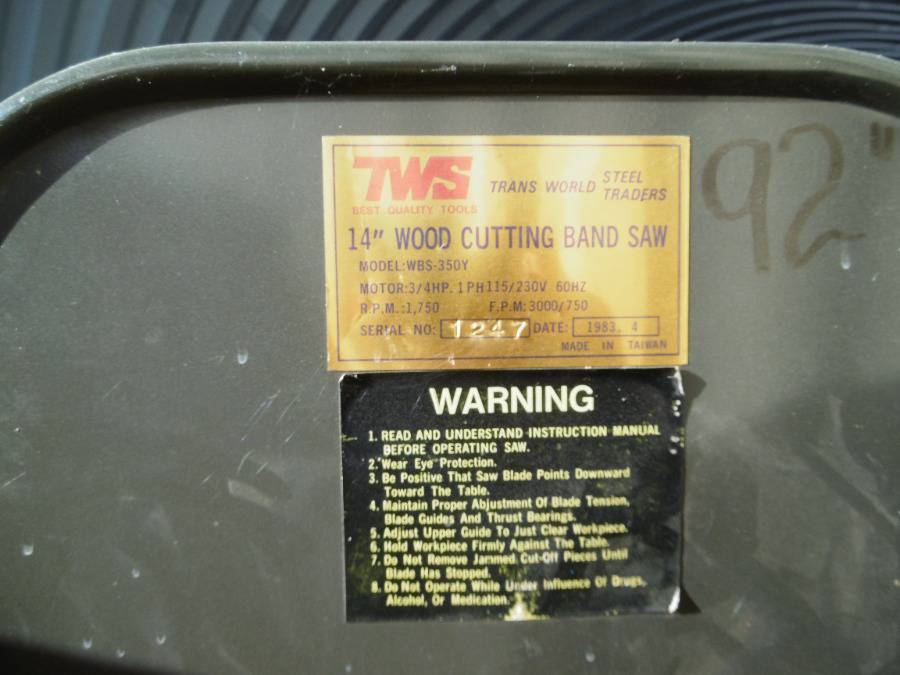 TWS
BEST QUALITY TOOLS
TRANS WORLD STEEL TRADERS
14" WOOD CUTTING BAND SAW
MODEL:WBS-350Y
MOTOR:3/4HP. 1PH115/230V 60HZ
R.P.M.:1,750 F.P.M:3000/750
SERIAL NO: 1247 DATE: 1983. 4
MADE IN TAIWAN
92"
WARNING
1. READ AND UNDERSTAND INSTRUCTION MANUAL
BEFORE OPERATING SAW.
2. Wear Eye Protection.
3. Be Positive That Saw Blade Points Downward
Toward The Table.
4. Maintain Proper Abjustment Of Blade Tension,
Blade Guides And Thrust Bearings.
5. Adjust Upper Guide To Just Clear Workpiece.
6. Hold Workpiece Firmly Against The Table.
7. Do Not Remove Jammed Cut-Off Pieces Until
Blade Has Stopped.
8. Do Not Operate While Under Influence Of Drugs,
Alcohol, Or Medication.